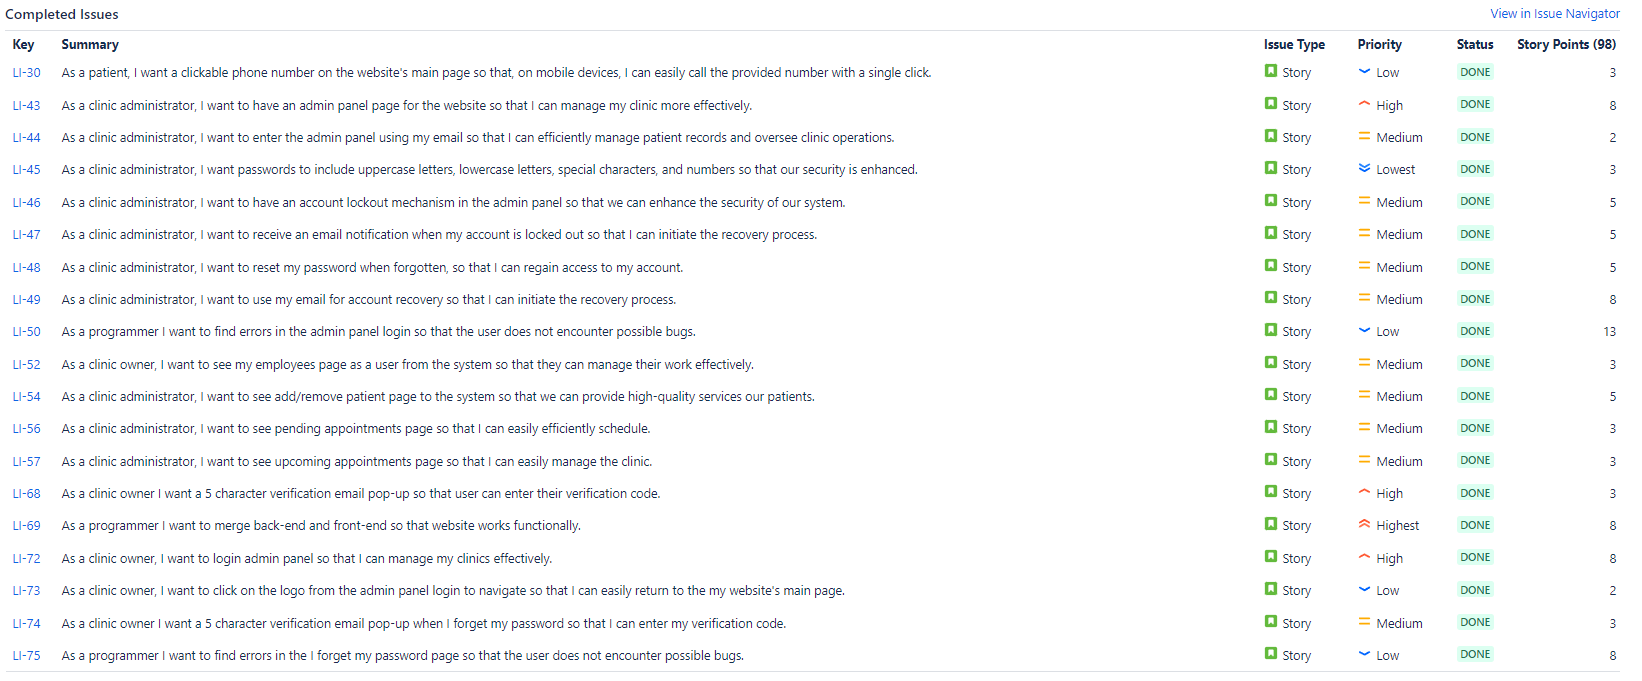 Completed Issues View in Issue Navigator
Key Summary Issue Type Priority Status Story Points (98)
LI-30 As a patient, I want a clickable phone number on the website's main page so that, on mobile devices, I can easily call the provided number with a single click. Story Low DONE 3
LI-43 As a clinic administrator, I want to have an admin panel page for the website so that I can manage my clinic more effectively. Story High DONE 8
LI-44 As a clinic administrator, I want to enter the admin panel using my email so that I can efficiently manage patient records and oversee clinic operations. Story Medium DONE 2
LI-45 As a clinic administrator, I want passwords to include uppercase letters, lowercase letters, special characters, and numbers so that our security is enhanced. Story Lowest DONE 3
LI-46 As a clinic administrator, I want to have an account lockout mechanism in the admin panel so that we can enhance the security of our system. Story Medium DONE 5
LI-47 As a clinic administrator, I want to receive an email notification when my account is locked out so that I can initiate the recovery process. Story Medium DONE 5
LI-48 As a clinic administrator, I want to reset my password when forgotten, so that I can regain access to my account. Story Medium DONE 5
LI-49 As a clinic administrator, I want to use my email for account recovery so that I can initiate the recovery process. Story Medium DONE 8
LI-50 As a programmer I want to find errors in the admin panel login so that the user does not encounter possible bugs. Story Low DONE 13
LI-52 As a clinic owner, I want to see my employees page as a user from the system so that they can manage their work effectively. Story Medium DONE 3
LI-54 As a clinic administrator, I want to see add/remove patient page to the system so that we can provide high-quality services our patients. Story Medium DONE 5
LI-56 As a clinic administrator, I want to see pending appointments page so that I can easily efficiently schedule. Story Medium DONE 3
LI-57 As a clinic administrator, I want to see upcoming appointments page so that I can easily manage the clinic. Story Medium DONE 3
LI-68 As a clinic owner I want a 5 character verification email pop-up so that user can enter their verification code. Story High DONE 3
LI-69 As a programmer I want to merge back-end and front-end so that website works functionally. Story Highest DONE 8
LI-72 As a clinic owner, I want to login admin panel so that I can manage my clinics effectively. Story High DONE 8
LI-73 As a clinic owner, I want to click on the logo from the admin panel login to navigate so that I can easily return to the my website's main page. Story Low DONE 2
LI-74 As a clinic owner I want a 5 character verification email pop-up when I forget my password so that I can enter my verification code. Story Medium DONE 3
LI-75 As a programmer I want to find errors in the I forget my password page so that the user does not encounter possible bugs. Story Low DONE 8